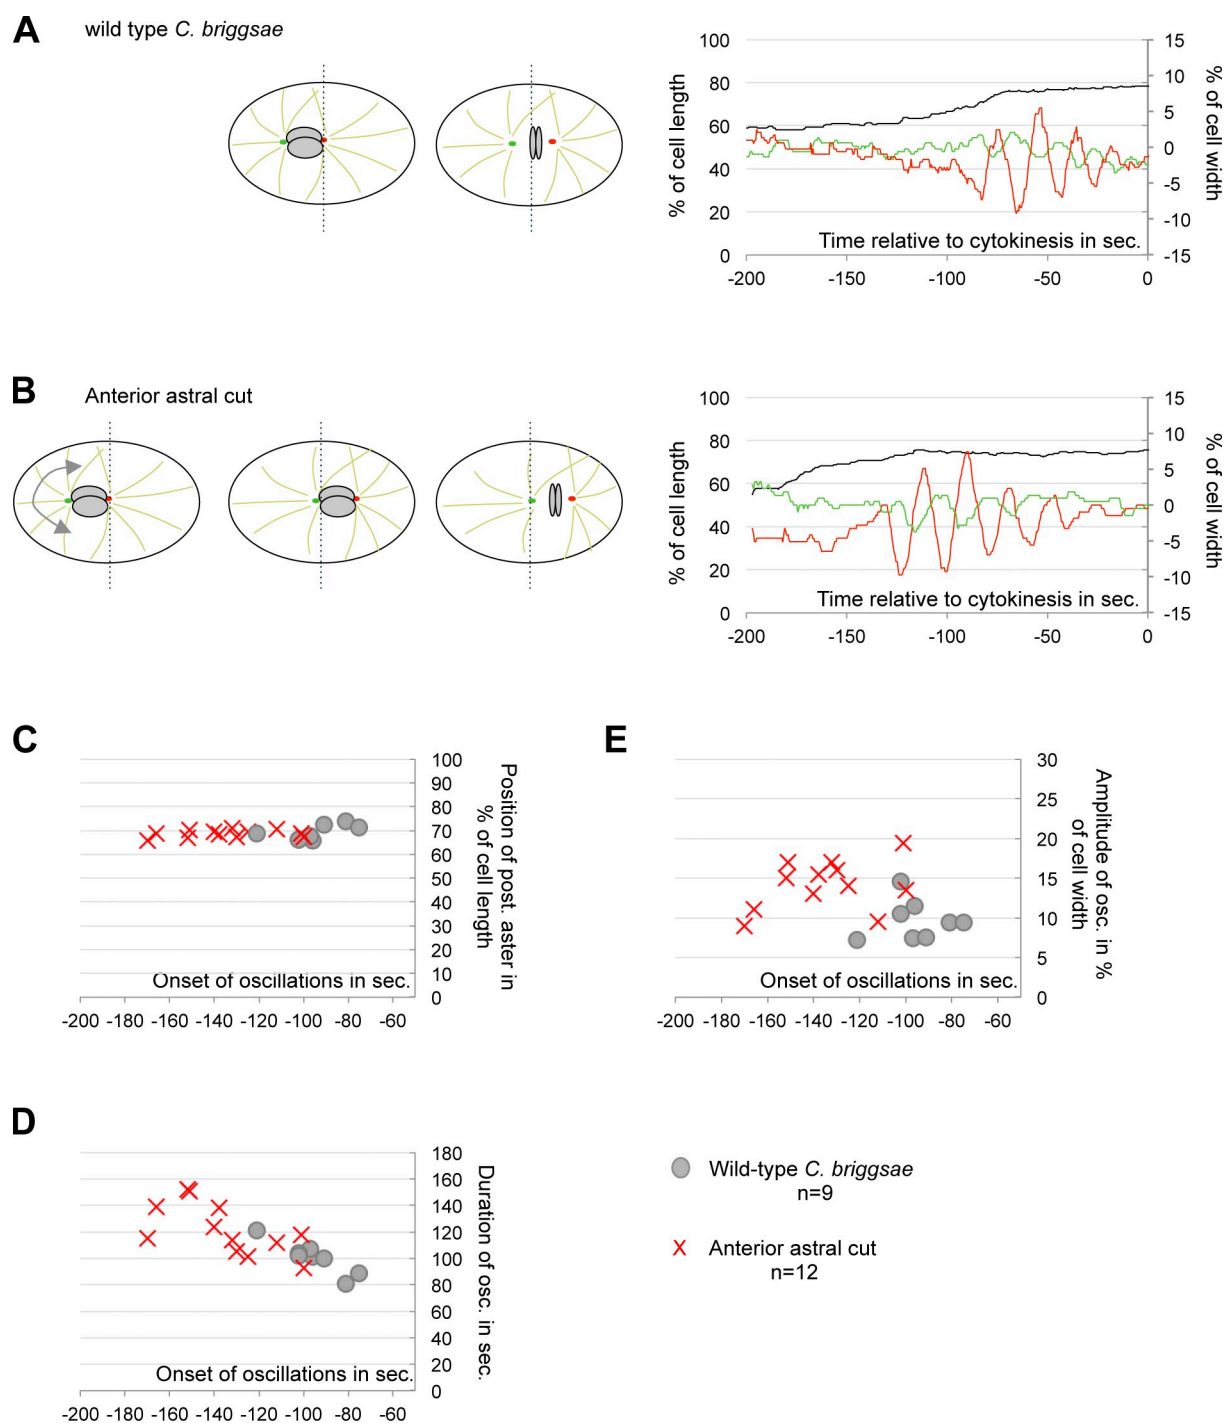 A
wild type C. briggsae
100
80
60
40
20
0
% of cell length
15
10
5
0
-5
-10
-15
% of
cell width
Time relative to cytokinesis in sec.
-200 -150 -100 -50 0
B
Anterior astral cut
100
80
60
40
20
0
% of cell length
15
10
5
0
-5
-10
-15
% of
cell width
Time relative to cytokinesis in sec.
-200 -150 -100 -50 0
C
100
90
80
70
60
50
40
30
20
10
0
Position of post. aster in
% of cell length
Onset of oscillations in sec.
-200 -180 -160 -140 -120 -100 -80 -60
E
30
25
20
15
10
5
0
Amplitude of osc. in %
of cell width
Onset of oscillations in sec.
-200 -180 -160 -140 -120 -100 -80 -60
D
180
160
140
120
100
80
60
40
20
0
Duration of osc. in sec.
Onset of oscillations in sec.
-200 -180 -160 -140 -120 -100 -80 -60
Wild-type C. briggsae
n=9
Anterior astral cut
n=12